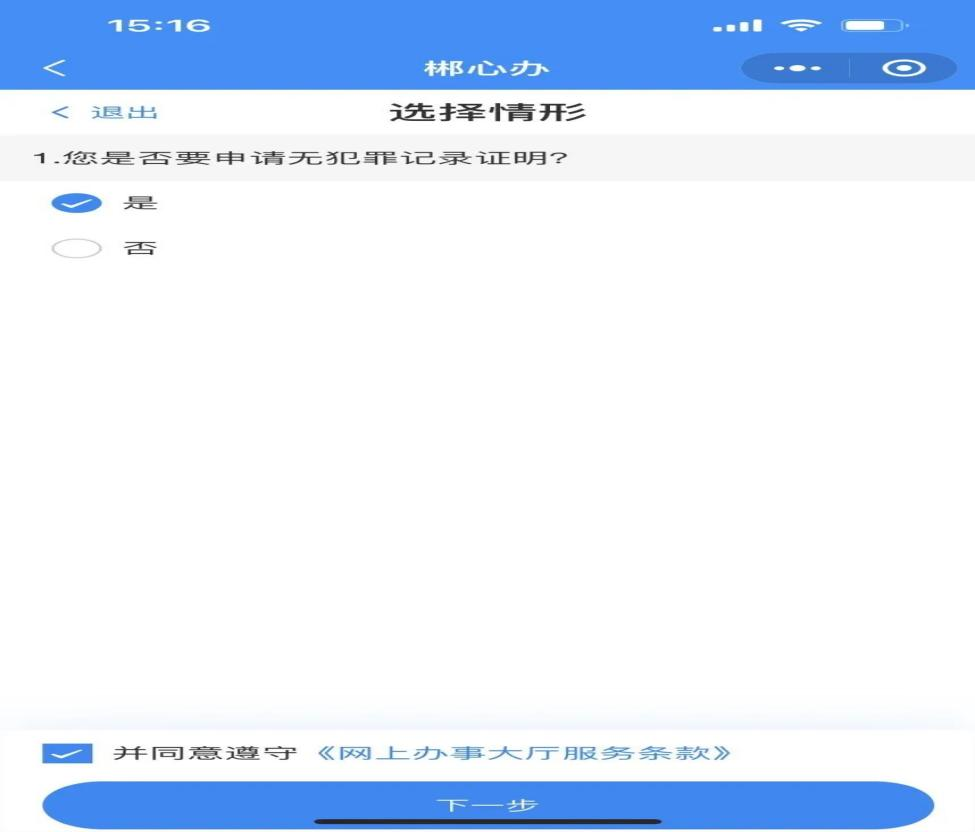 15:16
郴心办
< 退出 选择情形
1.您是否要申请无犯罪记录证明?
是
否
并同意遵守《网上办事大厅服务条款》
下一步